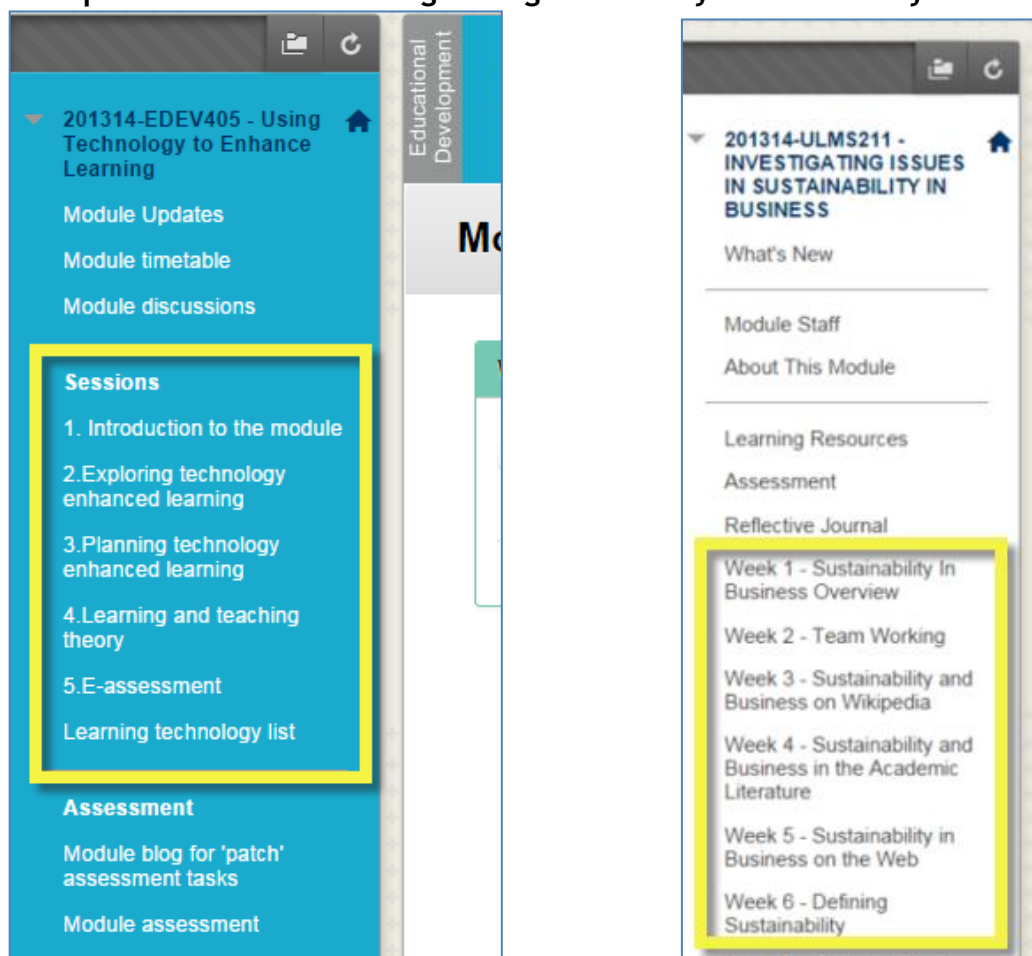 Educational
Development
201314-EDEV405 - Using
Technology to Enhance
Learning
Module Updates
Module timetable
Module discussions
Sessions
1. Introduction to the module
2.Exploring technology
enhanced learning
3.Planning technology
enhanced learning
4.Learning and teaching
theory
5.E-assessment
Learning technology list
Assessment
Module blog for 'patch'
assessment tasks
Module assessment
201314-ULMS211 -
INVESTIGATING ISSUES
IN SUSTAINABILITY IN
BUSINESS
What's New
Module Staff
About This Module
Learning Resources
Assessment
Reflective Journal
Week 1 - Sustainability In
Business Overview
Week 2 - Team Working
Week 3 - Sustainability and
Business on Wikipedia
Week 4 - Sustainability and
Business in the Academic
Literature
Week 5 - Sustainability in
Business on the Web
Week 6 - Defining
Sustainability